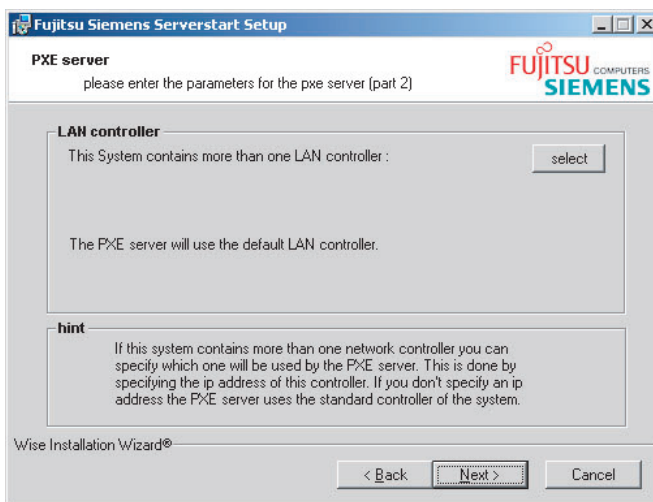 Fujitsu Siemens Serverstart Setup
PXE server
please enter the parameters for the pxe server (part 2)
FUJITSU COMPUTERS
SIEMENS
LAN controller
This System contains more than one LAN controller :
select
The PXE server will use the default LAN controller.
hint
If this system contains more than one network controller you can
specify which one will be used by the PXE server. This is done by
specifying the ip address of this controller. If you don't specify an ip
address the PXE server uses the standard controller of the system.
Wise Installation Wizard®
< Back
Next >
Cancel